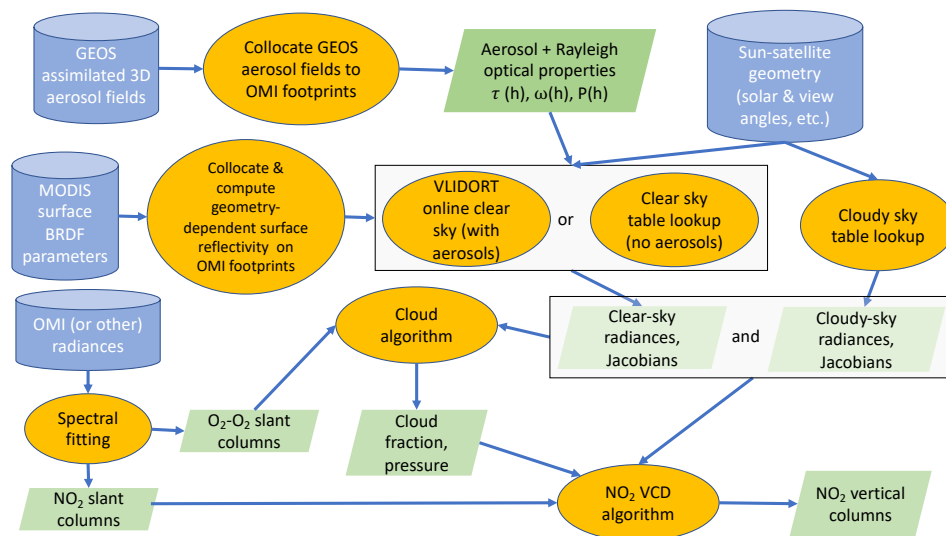 GEOS
assimilated 3D
aerosol fields
Collocate GEOS
aerosol fields to
OMI footprints
Aerosol + Rayleigh
optical properties
τ (h), ω(h), P(h)
Sun-satellite
geometry
(solar & view
angles, etc.)
MODIS
surface
BRDF
parameters
Collocate &
compute
geometry-
dependent surface
reflectivity on
OMI footprints
VLIDORT
online clear
sky (with
aerosols)
or
Clear sky
table lookup
(no aerosols)
Cloudy sky
table lookup
OMI (or other)
radiances
Cloud
algorithm
Clear-sky
radiances,
Jacobians
and
Cloudy-sky
radiances,
Jacobians
Spectral
fitting
O₂-O₂ slant
columns
Cloud
fraction,
pressure
NO₂ slant
columns
NO₂ VCD
algorithm
NO₂ vertical
columns